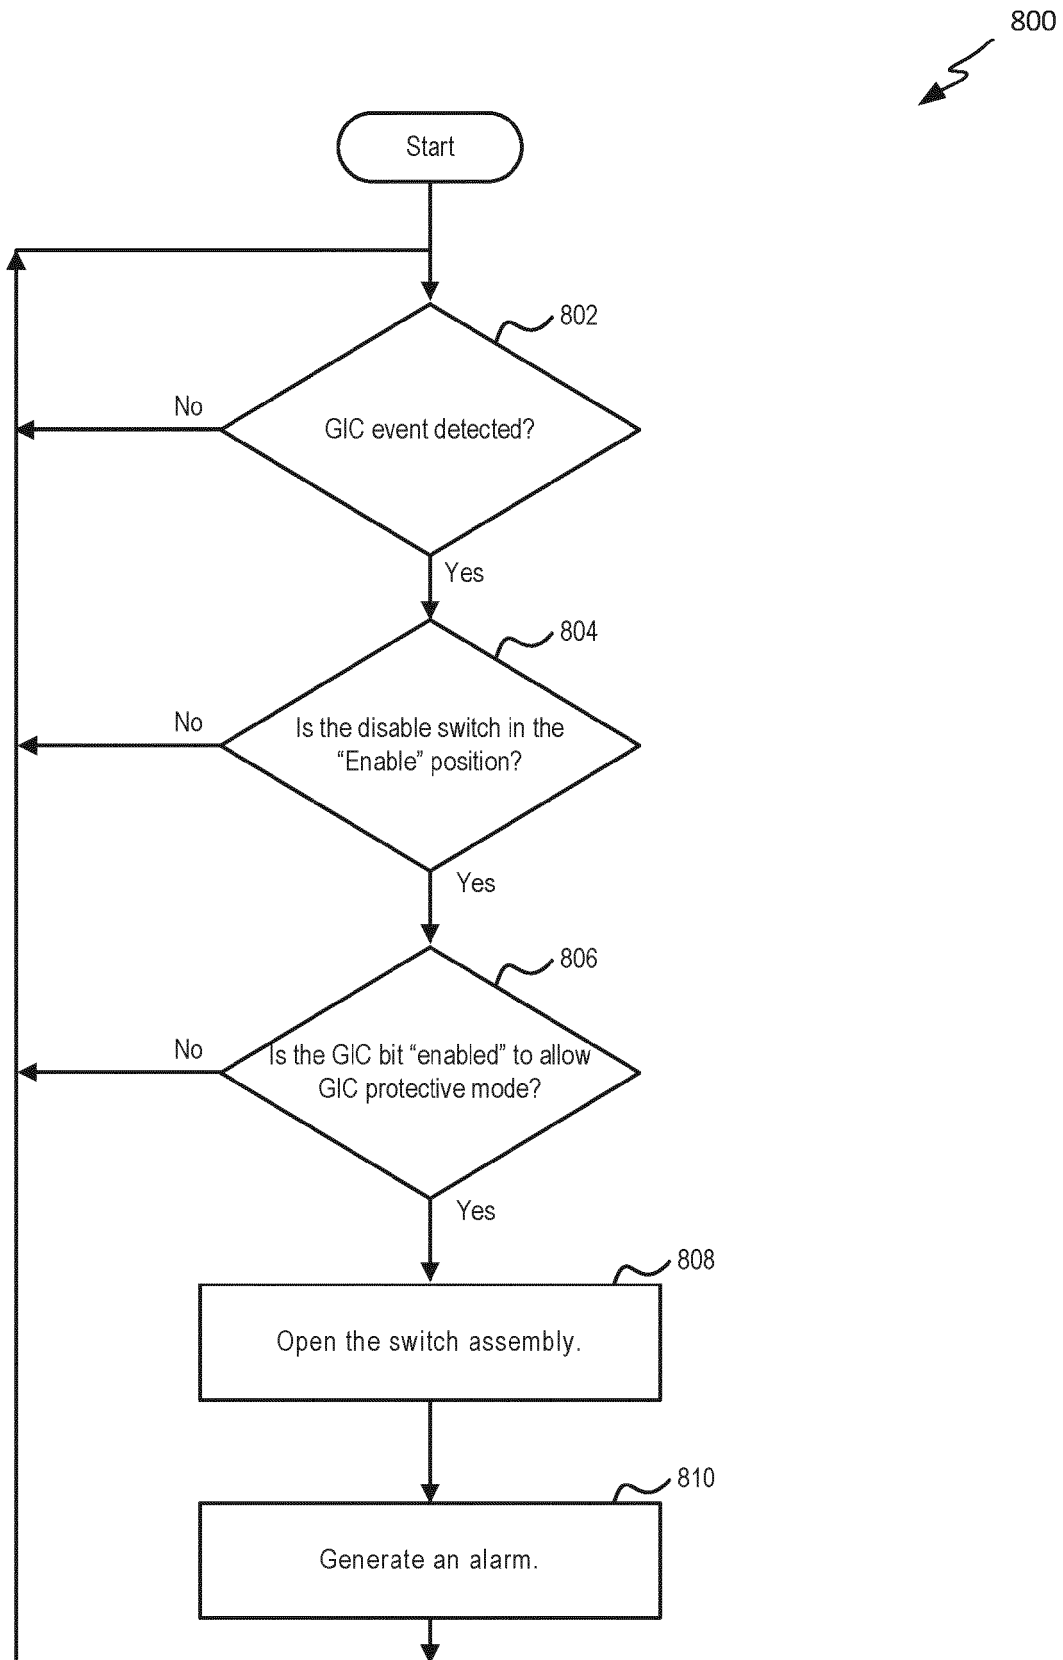 800
Start
802
No
GIC event detected?
Yes
804
No
Is the disable switch in the
“Enable” position?
Yes
806
No
Is the GIC bit “enabled” to allow
GIC protective mode?
Yes
808
Open the switch assembly.
810
Generate an alarm.